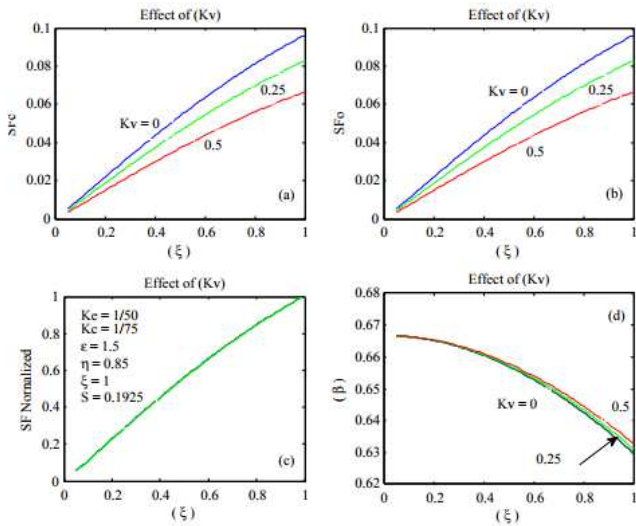 Effect of (Kv)
0.1
0.08
0.06
0.04
0.02
0
SFc
Kv = 0
0.25
0.5
(a)
0 0.2 0.4 0.6 0.8 1
( ξ )
Effect of (Kv)
0.1
0.08
0.06
0.04
0.02
0
SFo
Kv = 0
0.25
0.5
(b)
0 0.2 0.4 0.6 0.8 1
( ξ )
Effect of (Kv)
1
0.8
0.6
0.4
0.2
0
SF Normalized
Ke = 1/50
Kc = 1/75
ε = 1.5
η = 0.85
ξ = 1
S = 0.1925
(c)
0 0.2 0.4 0.6 0.8 1
( ξ )
Effect of (Kv)
0.68
0.67
0.66
0.65
0.64
0.63
0.62
( β )
(d)
Kv = 0
0.5
0.25
0 0.2 0.4 0.6 0.8 1
( ξ )